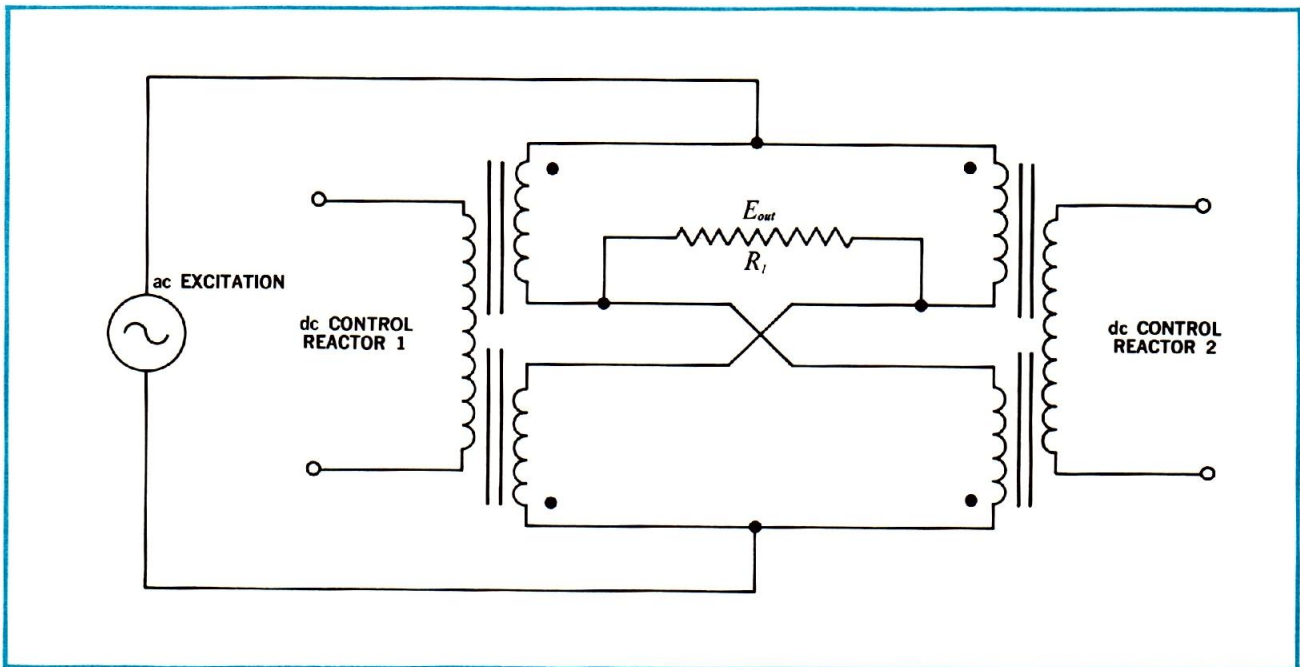 ac EXCITATION
dc CONTROL
REACTOR 1
E_out
R_l
dc CONTROL
REACTOR 2